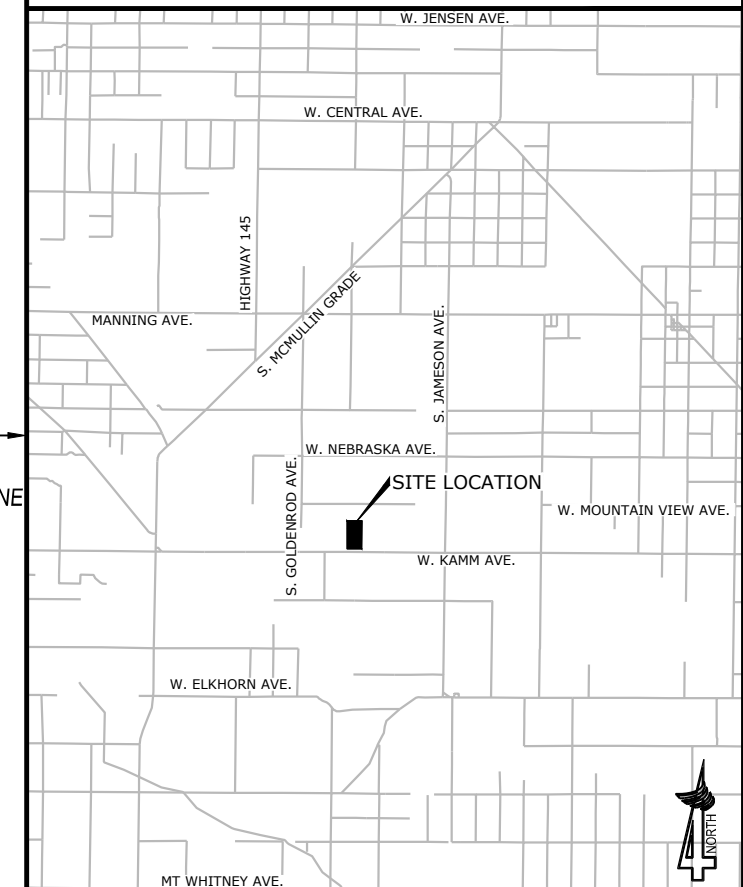 W. JENSEN AVE.
W. CENTRAL AVE.
HIGHWAY 145
MANNING AVE.
S. MCMULLIN GRADE
S. JAMESON AVE.
W. NEBRASKA AVE.
S. GOLDENROD AVE.
SITE LOCATION
NE
W. MOUNTAIN VIEW AVE.
W. KAMM AVE.
W. ELKHORN AVE.
NORTH
MT WHITNEY AVE.